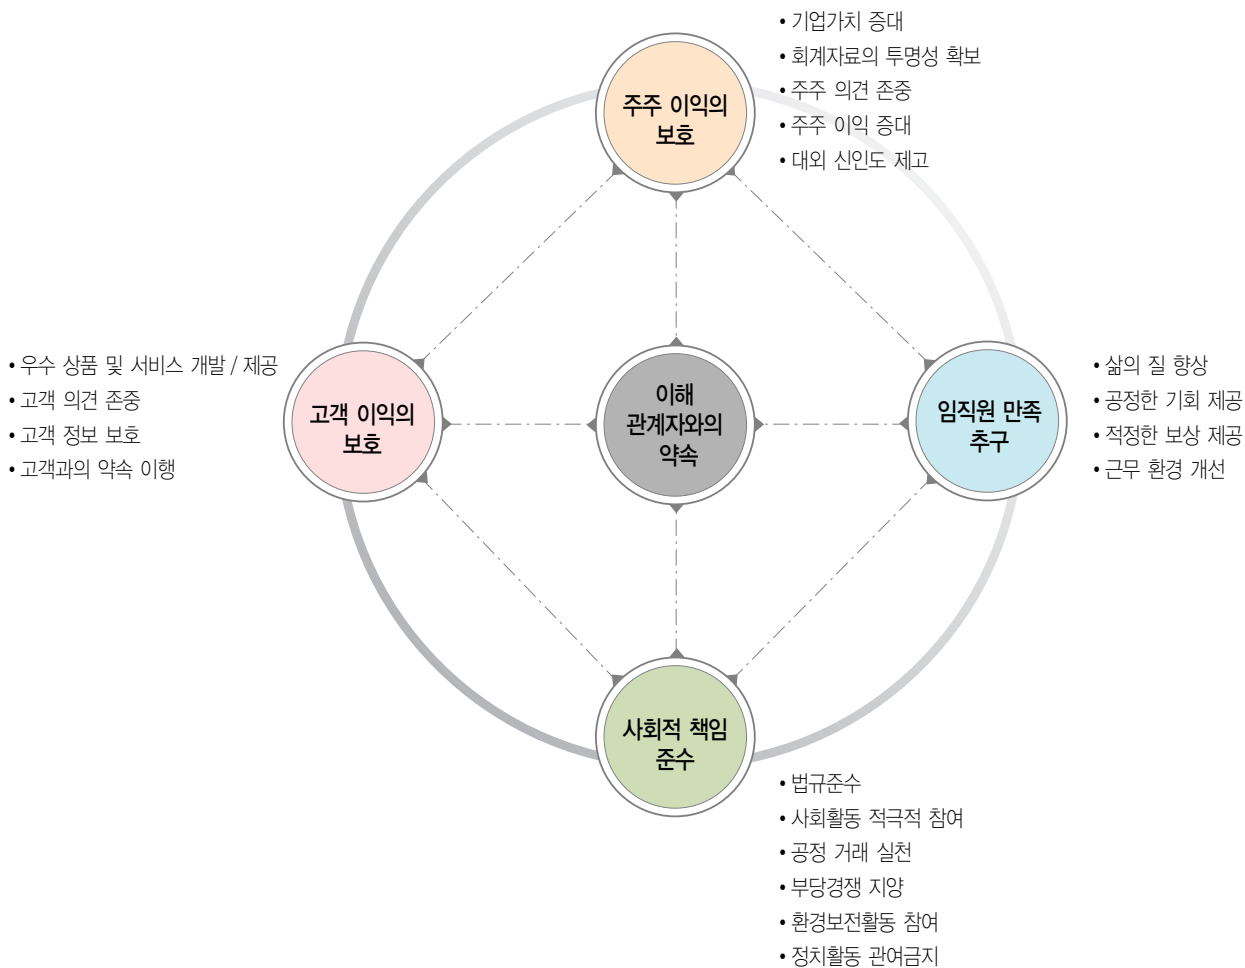 • 기업가치 증대
• 회계자료의 투명성 확보
• 주주 의견 존중
• 주주 이익 증대
• 대외 신인도 제고
주주 이익의
보호
• 우수 상품 및 서비스 개발 / 제공
• 고객 의견 존중
• 고객 정보 보호
• 고객과의 약속 이행
고객 이익의
보호
이해
관계자와의
약속
임직원 만족
추구
• 삶의 질 향상
• 공정한 기회 제공
• 적정한 보상 제공
• 근무 환경 개선
사회적 책임
준수
• 법규준수
• 사회활동 적극적 참여
• 공정 거래 실천
• 부당경쟁 지양
• 환경보전활동 참여
• 정치활동 관여금지